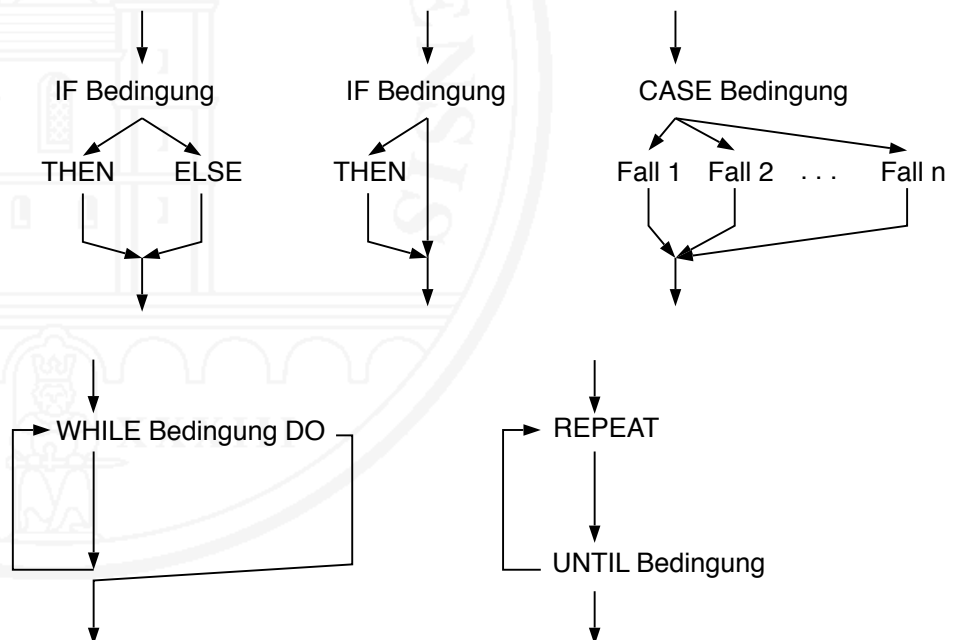 IF Bedingung
THEN ELSE
IF Bedingung
THEN
CASE Bedingung
Fall 1 Fall 2 . . . Fall n
WHILE Bedingung DO
REPEAT
UNTIL Bedingung